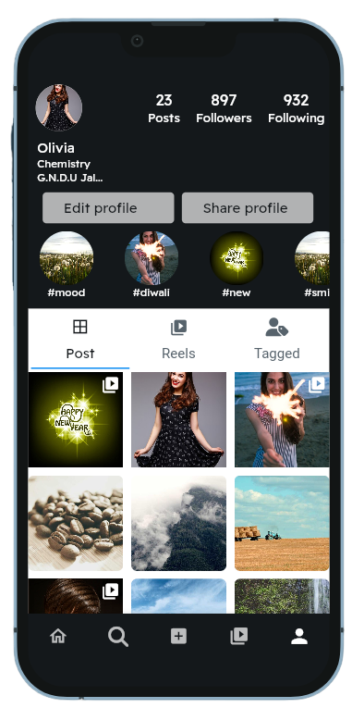 23 897 932
Posts Followers Following
Olivia
Chemistry
G.N.D.U Jal...
Edit profile Share profile
#mood #diwali #new #smi
Post Reels Tagged
HAPPY
NEW YEAR